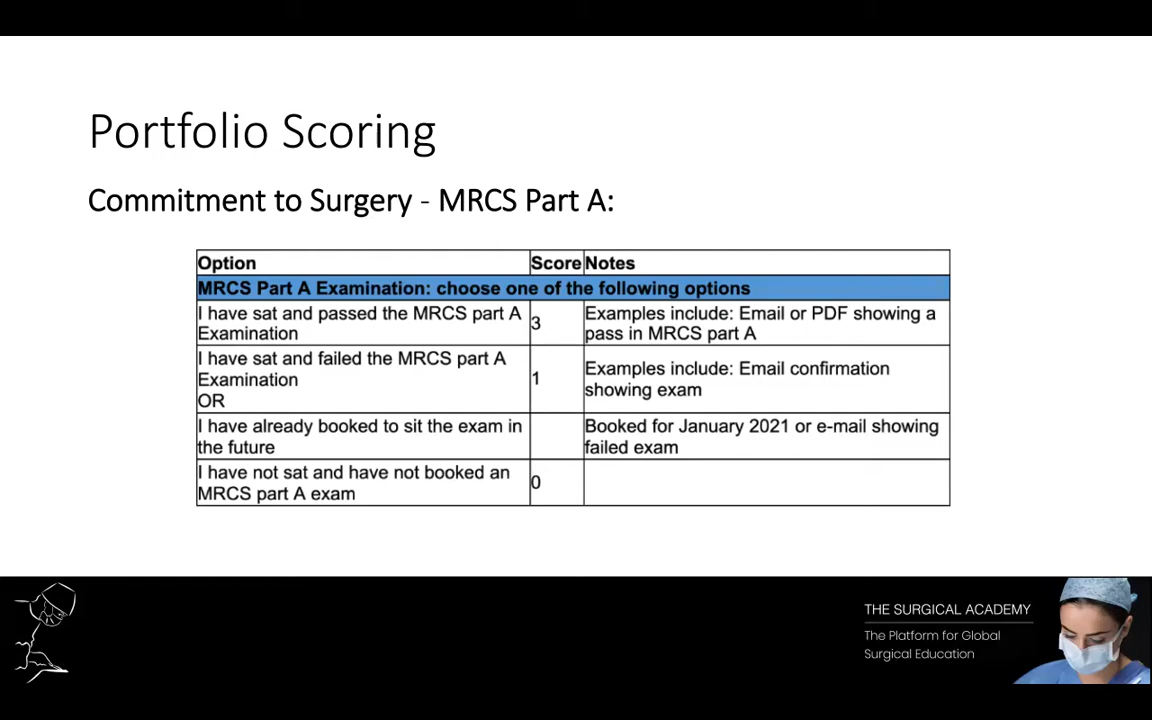 Portfolio Scoring
Commitment to Surgery - MRCS Part A:
Option Score Notes
MRCS Part A Examination: choose one of the following options
I have sat and passed the MRCS part A
Examination
3
Examples include: Email or PDF showing a
pass in MRCS part A
I have sat and failed the MRCS part A
Examination
OR
1
Examples include: Email confirmation
showing exam
I have already booked to sit the exam in
the future
Booked for January 2021 or e-mail showing
failed exam
I have not sat and have not booked an
MRCS part A exam
0
THE SURGICAL ACADEMY
The Platform for Global
Surgical Education